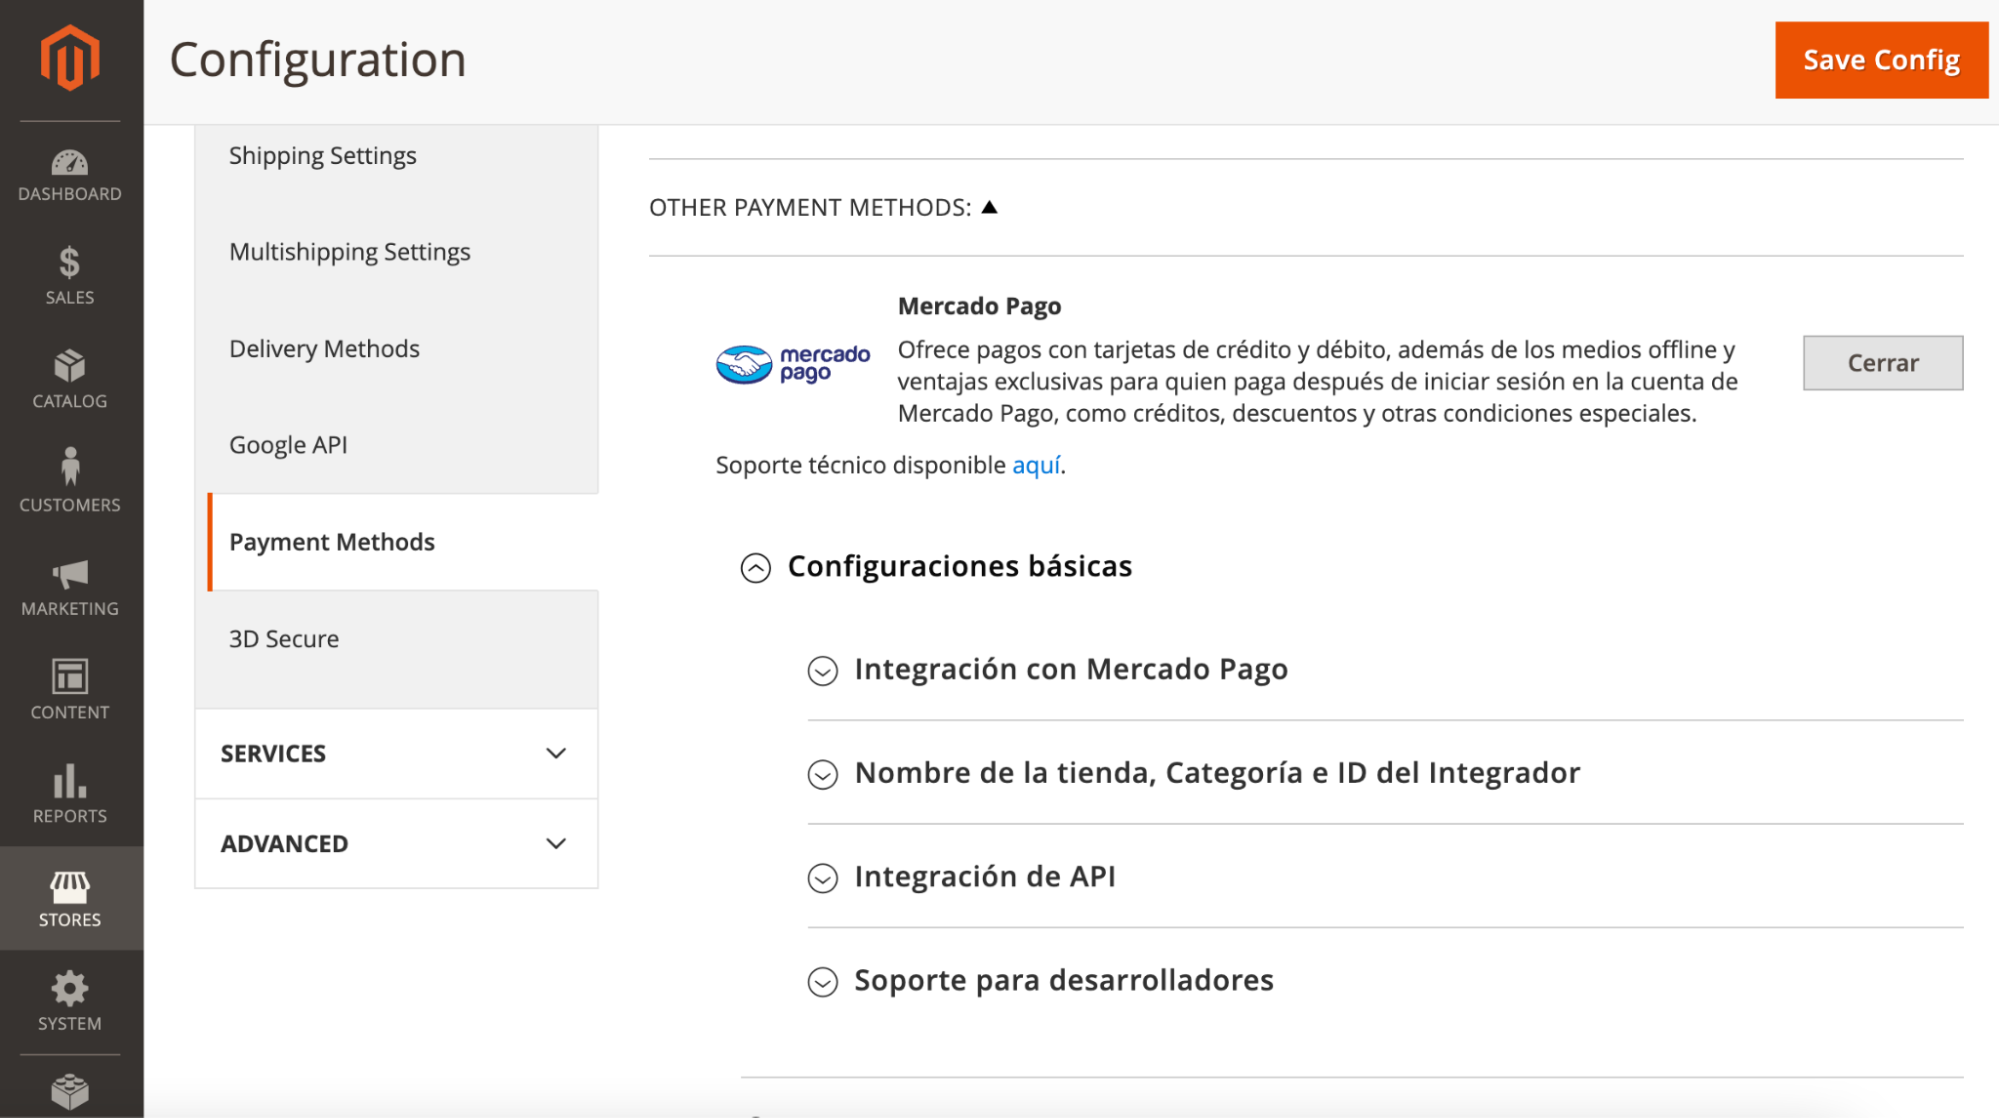 Configuration
Save Config
DASHBOARD
SALES
CATALOG
CUSTOMERS
MARKETING
CONTENT
REPORTS
STORES
SYSTEM
Shipping Settings
Multishipping Settings
Delivery Methods
Google API
Payment Methods
3D Secure
SERVICES
ADVANCED
OTHER PAYMENT METHODS:
mercado
pago
Mercado Pago
Ofrece pagos con tarjetas de crédito y débito, además de los medios offline y
ventajas exclusivas para quien paga después de iniciar sesión en la cuenta de
Mercado Pago, como créditos, descuentos y otras condiciones especiales.
Cerrar
Soporte técnico disponible aquí.
Configuraciones básicas
Integración con Mercado Pago
Nombre de la tienda, Categoría e ID del Integrador
Integración de API
Soporte para desarrolladores